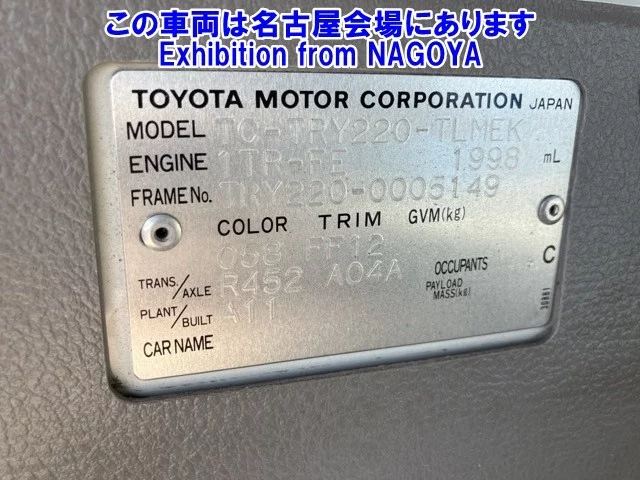 この車両は名古屋会場にあります
Exhibition from NAGOYA
TOYOTA MOTOR CORPORATION JAPAN
MODEL TC-TRY220-TLMEK
ENGINE 1TR-FE 1998 mL
FRAME No. TRY220-0005149
COLOR TRIM GVM(kg)
058 FF12 C
TRANS./AXLE R452 A04A OCCUPANTS
PAYLOAD MASS(kg)
PLANT/BUILT
CAR NAME